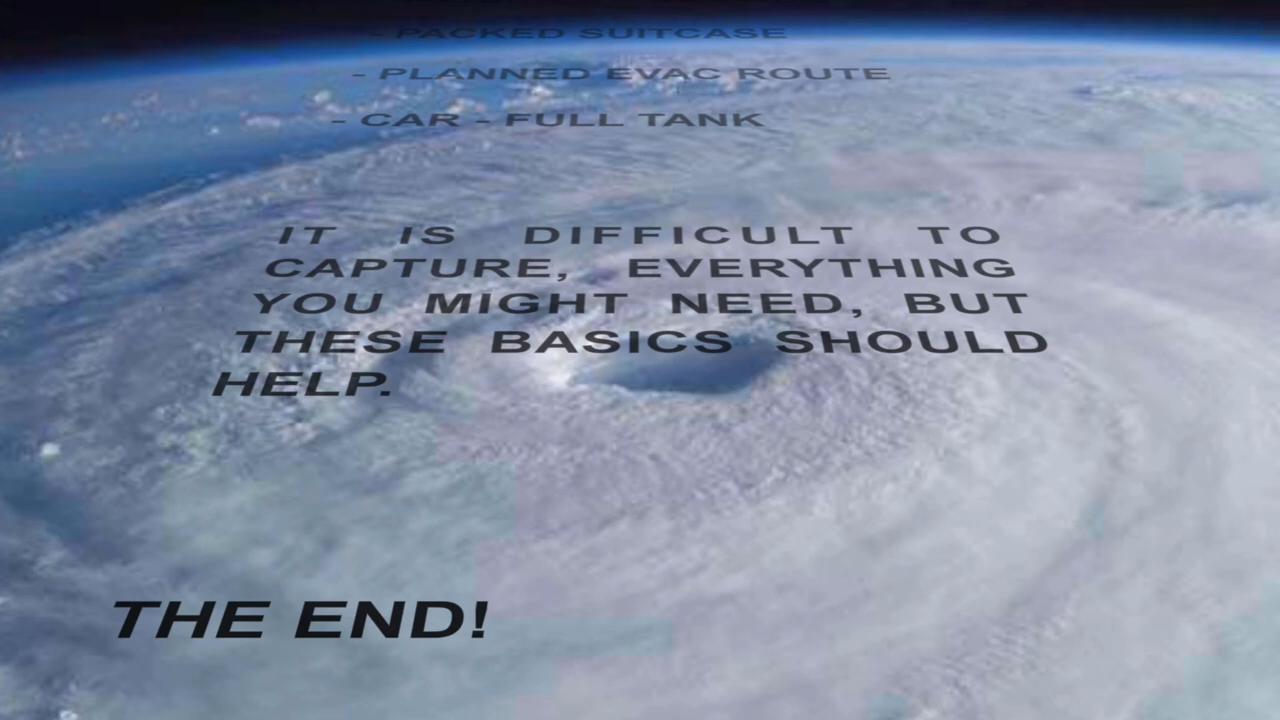 - PACKED SUITCASE
- PLANNED EVAC ROUTE
- CAR - FULL TANK
IT IS DIFFICULT TO
CAPTURE, EVERYTHING
YOU MIGHT NEED, BUT
THESE BASICS SHOULD
HELP.
THE END!